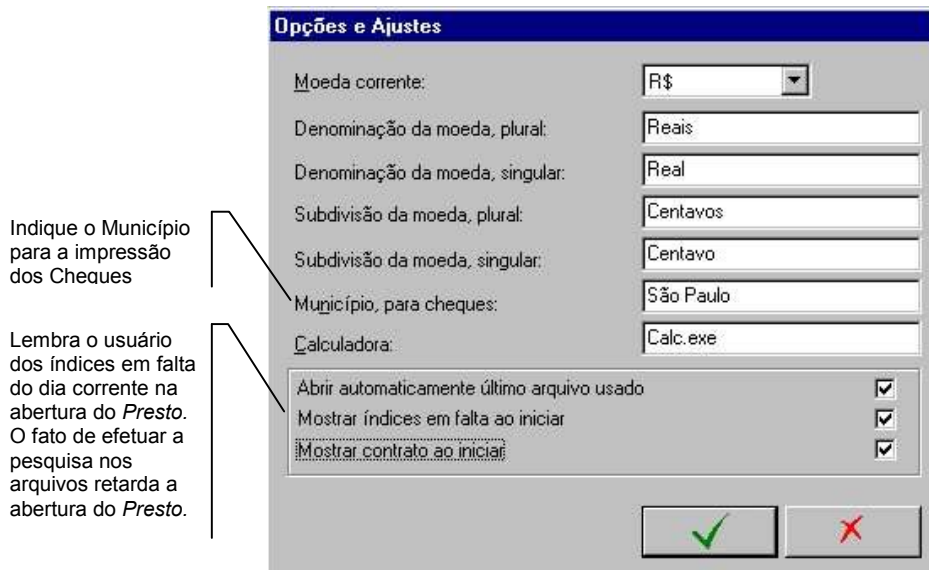 Opções e Ajustes
Moeda corrente: R$
Denominação da moeda, plural: Reais
Denominação da moeda, singular: Real
Subdivisão da moeda, plural: Centavos
Subdivisão da moeda, singular: Centavo
Município, para cheques: São Paulo
Calculadora: Calc.exe
Abrir automaticamente último arquivo usado
Mostrar índices em falta ao iniciar
Mostrar contrato ao iniciar
Indique o Município
para a impressão
dos Cheques
Lembra o usuário
dos índices em falta
do dia corrente na
abertura do Presto.
O fato de efetuar a
pesquisa nos
arquivos retarda a
abertura do Presto.